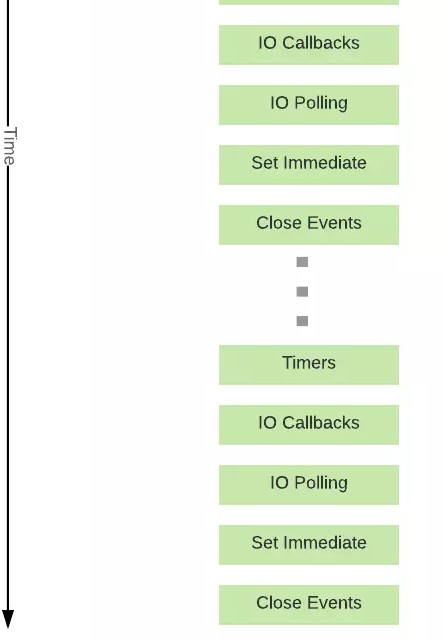 IO Callbacks
IO Polling
Time
Set Immediate
Close Events
Timers
IO Callbacks
IO Polling
Set Immediate
Close Events